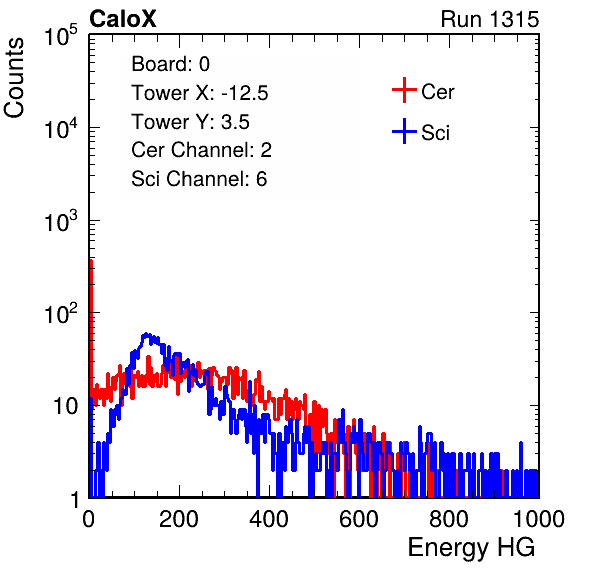 CaloX Run 1315
Counts
Board: 0
Tower X: -12.5
Tower Y: 3.5
Cer Channel: 2
Sci Channel: 6
Cer
Sci
10^5
10^4
10^3
10^2
10
1
0 200 400 600 800 1000
Energy HG